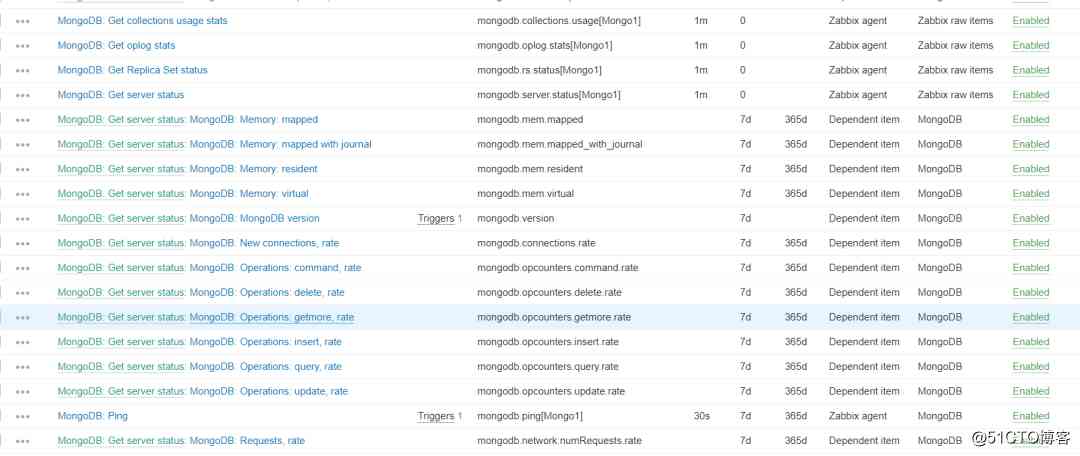 MongoDB: Get collections usage stats mongodb.collections.usage[Mongo1] 1m 0 Zabbix agent Zabbix raw items Enabled
MongoDB: Get oplog stats mongodb.oplog.stats[Mongo1] 1m 0 Zabbix agent Zabbix raw items Enabled
MongoDB: Get Replica Set status mongodb.rs.status[Mongo1] 1m 0 Zabbix agent Zabbix raw items Enabled
MongoDB: Get server status mongodb.server.status[Mongo1] 1m 0 Zabbix agent Zabbix raw items Enabled
MongoDB: Get server status: MongoDB: Memory: mapped mongodb.mem.mapped 7d 365d Dependent item MongoDB Enabled
MongoDB: Get server status: MongoDB: Memory: mapped with journal mongodb.mem.mapped_with_journal 7d 365d Dependent item MongoDB Enabled
MongoDB: Get server status: MongoDB: Memory: resident mongodb.mem.resident 7d 365d Dependent item MongoDB Enabled
MongoDB: Get server status: MongoDB: Memory: virtual mongodb.mem.virtual 7d 365d Dependent item MongoDB Enabled
MongoDB: Get server status: MongoDB: MongoDB version Triggers 1 mongodb.version 7d Dependent item MongoDB Enabled
MongoDB: Get server status: MongoDB: New connections, rate mongodb.connections.rate 7d 365d Dependent item MongoDB Enabled
MongoDB: Get server status: MongoDB: Operations: command, rate mongodb.opcounters.command.rate 7d 365d Dependent item MongoDB Enabled
MongoDB: Get server status: MongoDB: Operations: delete, rate mongodb.opcounters.delete.rate 7d 365d Dependent item MongoDB Enabled
MongoDB: Get server status: MongoDB: Operations: getmore, rate mongodb.opcounters.getmore.rate 7d 365d Dependent item MongoDB Enabled
MongoDB: Get server status: MongoDB: Operations: insert, rate mongodb.opcounters.insert.rate 7d 365d Dependent item MongoDB Enabled
MongoDB: Get server status: MongoDB: Operations: query, rate mongodb.opcounters.query.rate 7d 365d Dependent item MongoDB Enabled
MongoDB: Get server status: MongoDB: Operations: update, rate mongodb.opcounters.update.rate 7d 365d Dependent item MongoDB Enabled
MongoDB: Ping Triggers 1 mongodb.ping[Mongo1] 30s 7d 365d Zabbix agent MongoDB Enabled
MongoDB: Get server status: MongoDB: Requests, rate mongodb.network.numRequests.rate 7d 365d Dependent item MongoDB
@51CTO博客